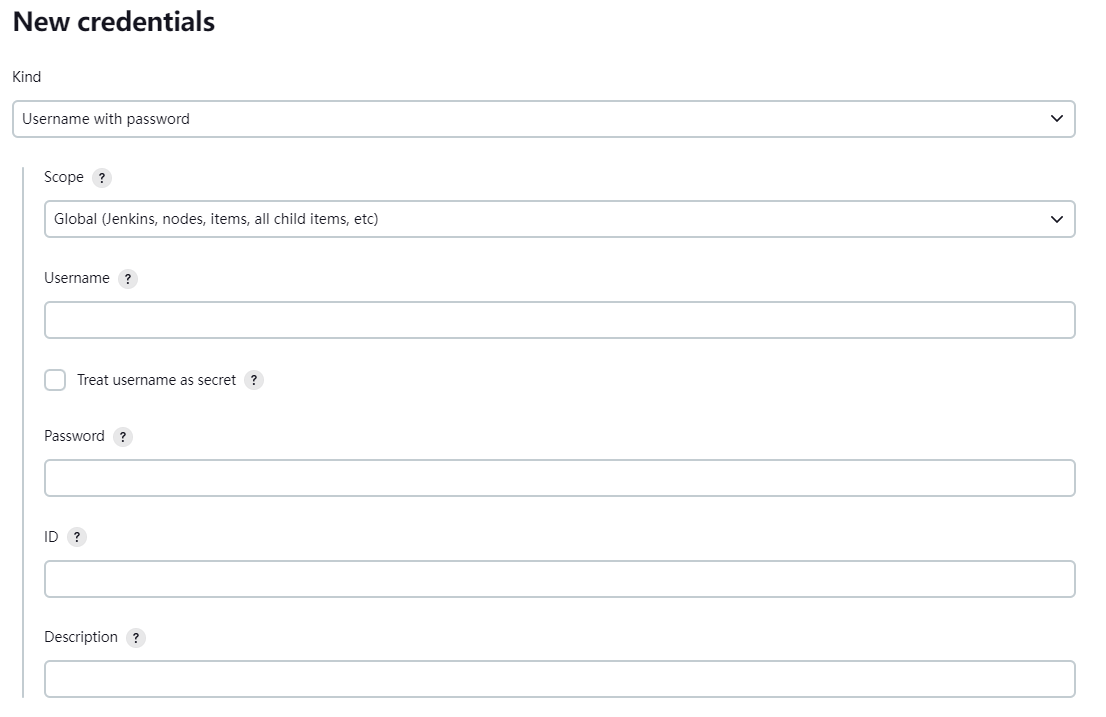 New credentials
Kind
Username with password
Scope ?
Global (Jenkins, nodes, items, all child items, etc)
Username ?
Treat username as secret ?
Password ?
ID ?
Description ?